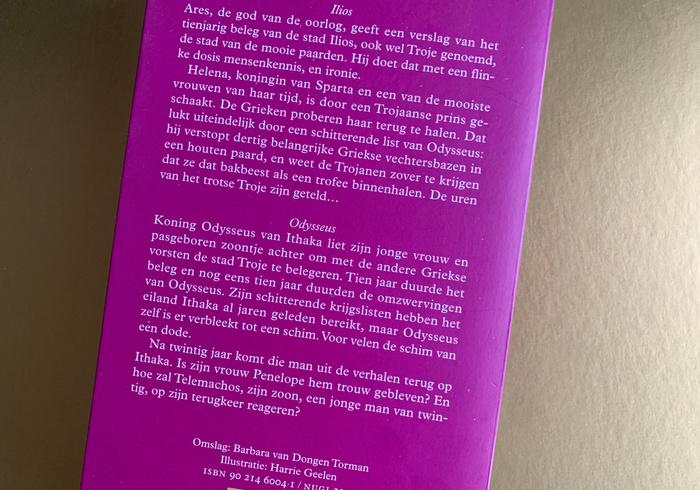 Ilios
Ares, de god van de oorlog, geeft een verslag van het
tienjarig beleg van de stad Ilios, ook wel Troje genoemd,
de stad van de mooie paarden. Hij doet dat met een flin-
ke dosis mensenkennis, en ironie.
Helena, koningin van Sparta en een van de mooiste
vrouwen van haar tijd, is door een Trojaanse prins ge-
schaakt. De Grieken proberen haar terug te halen. Dat
lukt uiteindelijk door een schitterende list van Odysseus:
hij verstopt dertig belangrijke Griekse vechtersbazen in
een houten paard, en weet de Trojanen zover te krijgen
dat ze dat bakbeest als een trofee binnenhalen. De uren
van het trotse Troje zijn geteld...
Odysseus
Koning Odysseus van Ithaka liet zijn jonge vrouw en
pasgeboren zoontje achter om met de andere Griekse
vorsten de stad Troje te belegeren. Tien jaar duurde het
beleg en nog eens tien jaar duurden de omzwervingen
van Odysseus. Zijn schitterende krijgslisten hebben het
eiland Ithaka al jaren geleden bereikt, maar Odysseus
zelf is er verbleekt tot een schim. Voor velen de schim van
een dode.
Na twintig jaar komt die man uit de verhalen terug op
Ithaka. Is zijn vrouw Penelope hem trouw gebleven? En
hoe zal Telemachos, zijn zoon, een jonge man van twin-
tig, op zijn terugkeer reageren?
Omslag: Barbara van Dongen Torman
Illustratie: Harrie Geelen
ISBN 90 214 6004 1 / NUGI